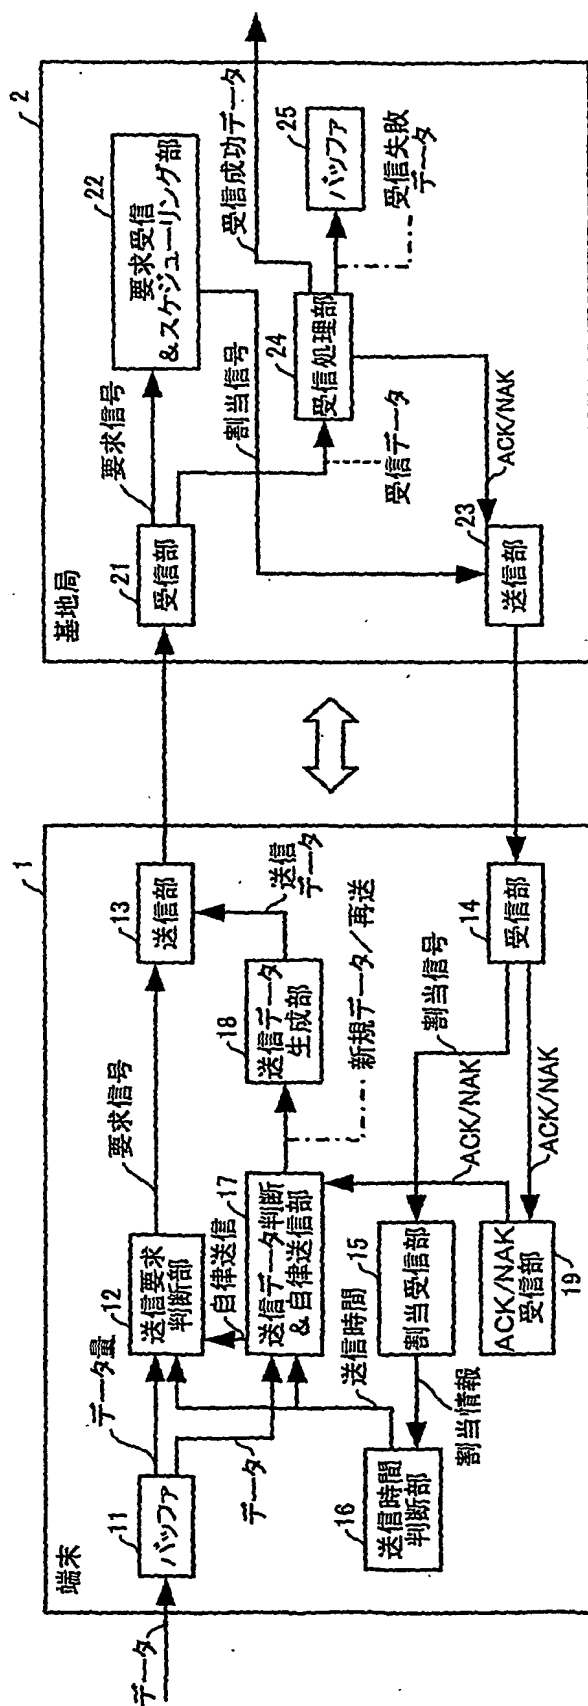 データ
端末
1
11
バッファ
データ量
データ
12
送信要求
判断部
自律送信
17
送信データ判断
&自律送信部
送信時間
16
送信時間
判断部
割当情報
15
割当受信部
ACK/NAK
受信部
19
要求信号
18
送信データ
生成部
新規データ/再送
ACK/NAK
ACK/NAK
割当信号
13
送信部
送信
データ
14
受信部
基地局
2
21
受信部
要求信号
22
要求受信
&スケジューリング部
割当信号
受信データ
24
受信処理部
ACK/NAK
23
送信部
受信成功データ
25
バッファ
受信失敗
データ